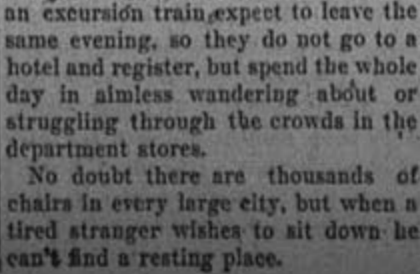 an excursion train expect to leave the
same evening, so they do not go to a
hotel and register, but spend the whole
day in aimless wandering about or
struggling through the crowds in the
department stores.
No doubt there are thousands of
chairs in every large city, but when a
tired stranger wishes to sit down he
can't find a resting place.